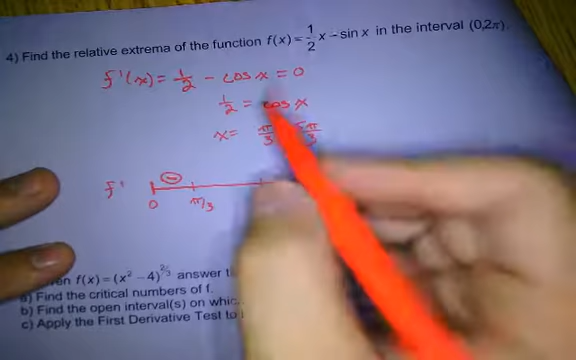 4) Find the relative extrema of the function f(x) = 1/2 x - sin x in the interval (0,2π).
f'(x) = 1/2 - cos x = 0
1/2 = cos x
x = π/3 5π/3
f'
-
0 π/3
f(x) = (x² - 4)^(2/3) answer
a) Find the critical numbers of f.
b) Find the open interval(s) on
c) Apply the First Derivative Test to